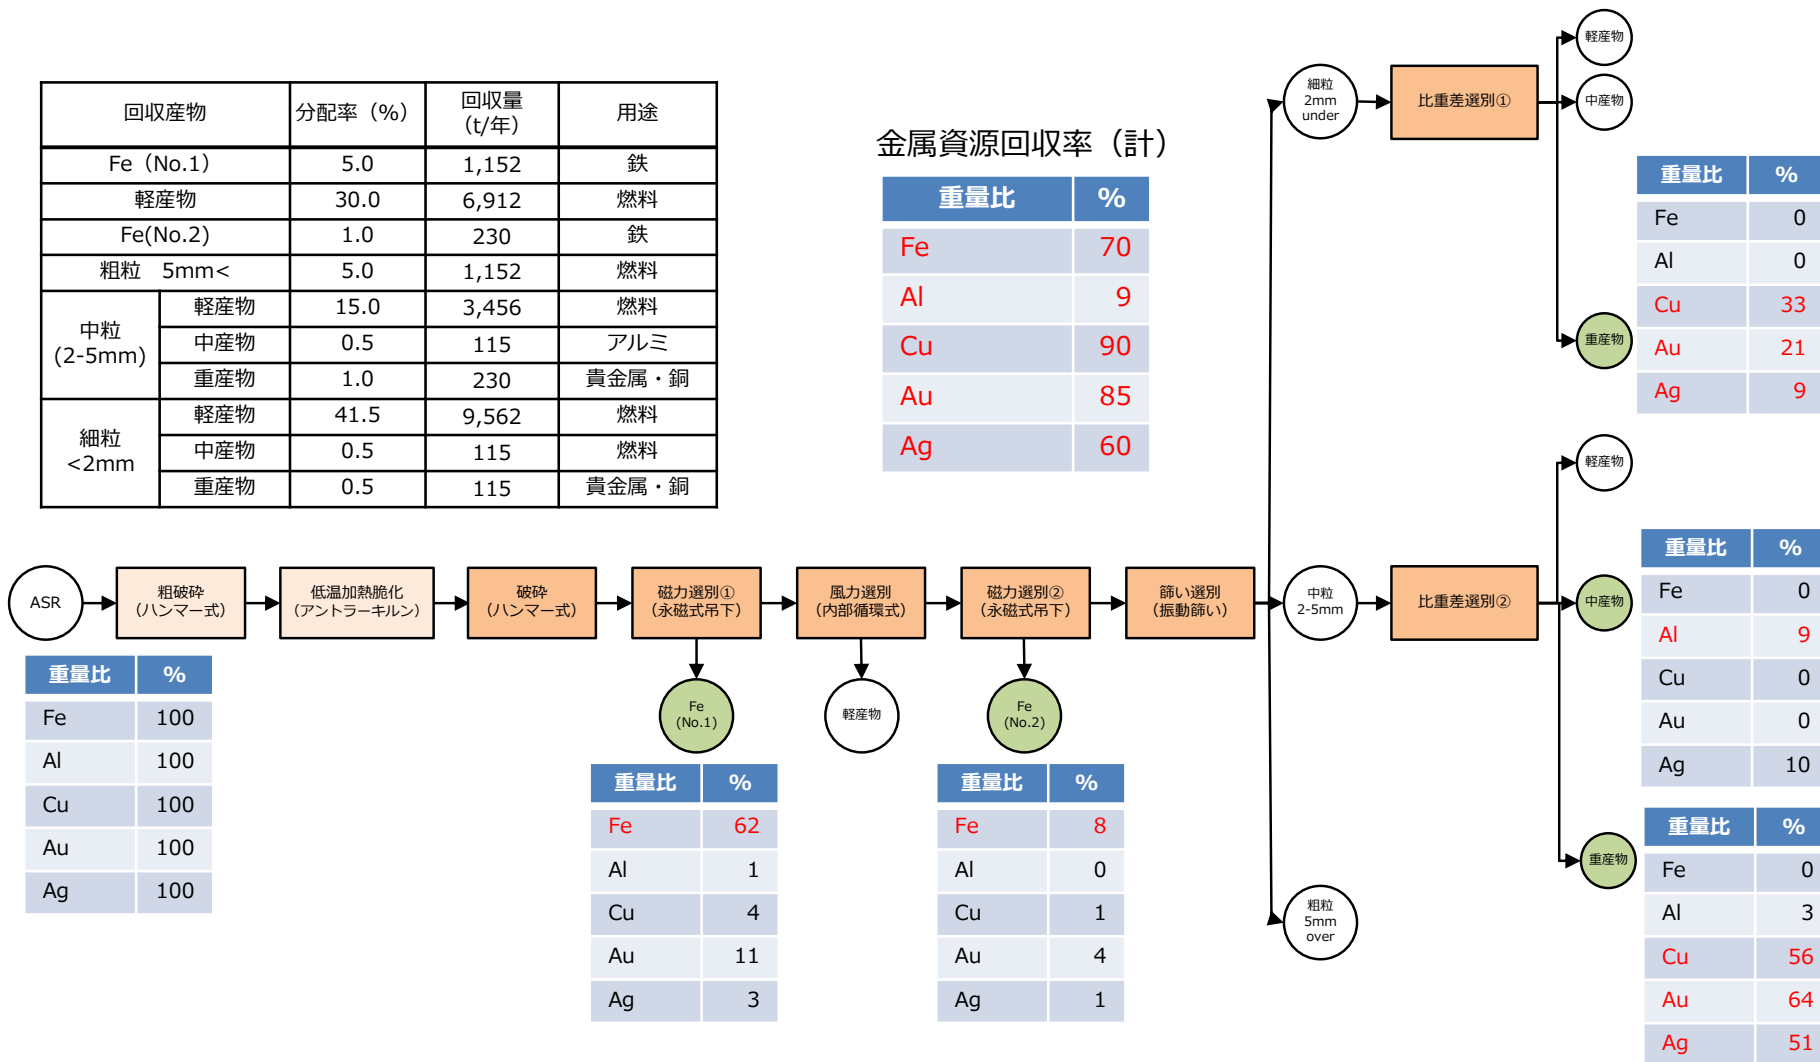 回収産物 分配率（%） 回収量（t/年） 用途
Fe（No.1） 5.0 1,152 鉄
軽産物 30.0 6,912 燃料
Fe(No.2) 1.0 230 鉄
粗粒　5mm< 5.0 1,152 燃料
中粒(2-5mm) 軽産物 15.0 3,456 燃料
中産物 0.5 115 アルミ
重産物 1.0 230 貴金属・銅
細粒<2mm 軽産物 41.5 9,562 燃料
中産物 0.5 115 燃料
重産物 0.5 115 貴金属・銅
金属資源回収率（計）
重量比 %
Fe 70
Al 9
Cu 90
Au 85
Ag 60
細粒
2mm
under
比重差選別①
軽産物
中産物
重産物
重量比 %
Fe 0
Al 0
Cu 33
Au 21
Ag 9
ASR
粗破砕
（ハンマー式）
低温加熱脆化
（アントラーキルン）
破砕
（ハンマー式）
磁力選別①
（永磁式吊下）
風力選別
（内部循環式）
磁力選別②
（永磁式吊下）
篩い選別
（振動篩い）
中粒
2-5mm
比重差選別②
軽産物
中産物
重産物
粗粒
5mm
over
Fe
(No.1)
軽産物
Fe
(No.2)
重量比 %
Fe 100
Al 100
Cu 100
Au 100
Ag 100
重量比 %
Fe 62
Al 1
Cu 4
Au 11
Ag 3
重量比 %
Fe 8
Al 0
Cu 1
Au 4
Ag 1
重量比 %
Fe 0
Al 9
Cu 0
Au 0
Ag 10
重量比 %
Fe 0
Al 3
Cu 56
Au 64
Ag 51